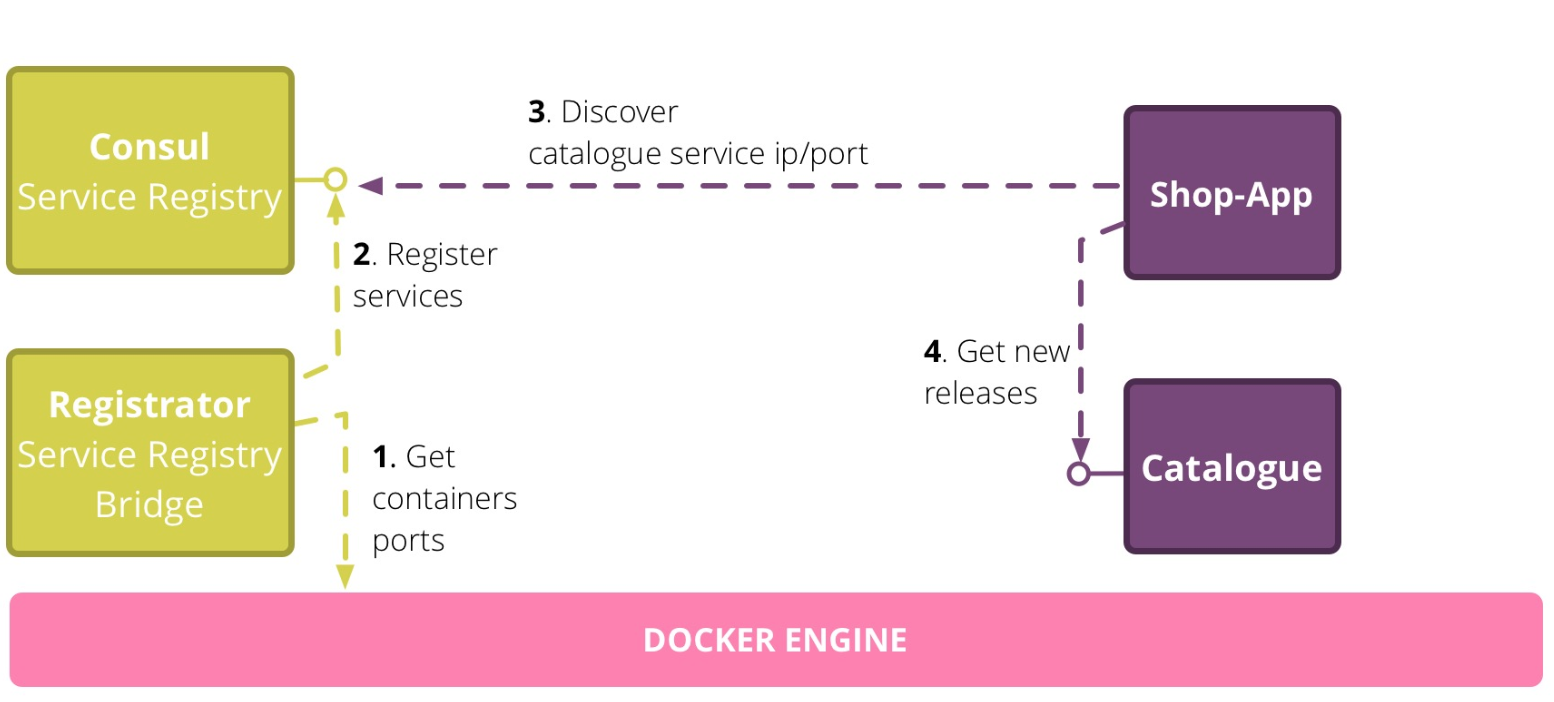 Consul
Service Registry
3. Discover
catalogue service ip/port
Shop-App
2. Register
services
4. Get new
releases
Registrator
Service Registry
Bridge
1. Get
containers
ports
Catalogue
DOCKER ENGINE